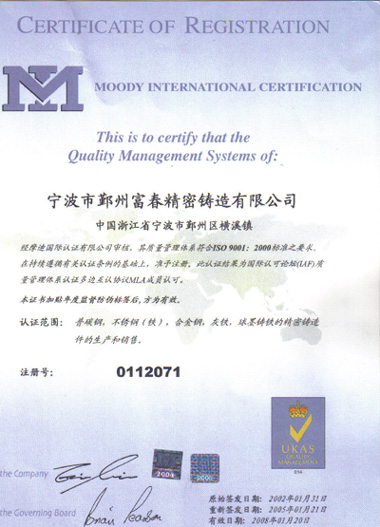 CERTIFICATE OF REGISTRATION
MOODY INTERNATIONAL CERTIFICATION
This is to certify that the
Quality Management Systems of:
宁波市鄞州富春精密铸造有限公司
中国浙江省宁波市鄞州区横溪镇
经摩迪国际认证有限公司审核，其质量管理体系符合ISO 9001：2000标准之要求，
在持续遵循有关认证条例的基础上，准予注册。此认证结果为国际认可论坛(IAF)质
量管理体系认证多边互认协议MLA成员认可。
本证书加贴年度监督防伪标签后，方为有效。
认证范围： 普碳钢，不锈钢（铁），合金钢，灰铁，球墨铸铁的精密铸造
件的生产和销售。
注册号： 0112071
UKAS
QUALITY
MANAGEMENT
014
2004
the Company
the Governing Board
原始签发日期： 2002年01月31日
重新签发日期： 2005年01月21日
有效日期： 2008年01月20日